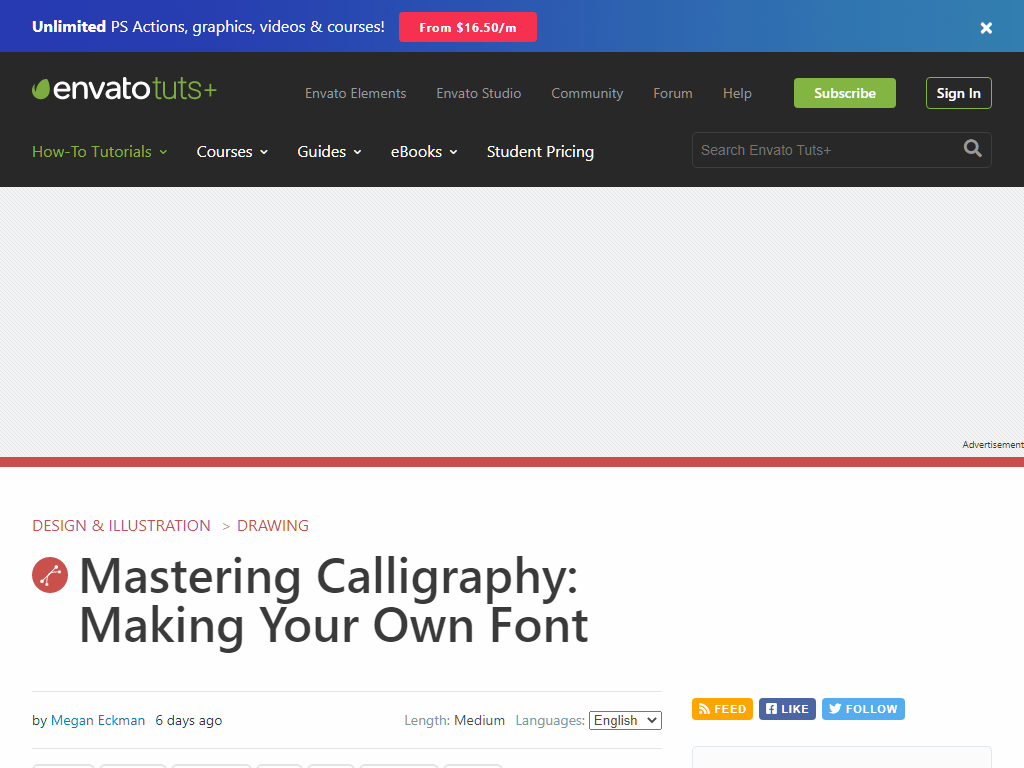 Unlimited PS Actions, graphics, videos & courses! From $16.50/m
envatotuts+ Envato Elements Envato Studio Community Forum Help Subscribe Sign In
How-To Tutorials Courses Guides eBooks Student Pricing Search Envato Tuts+
Advertisement
DESIGN & ILLUSTRATION > DRAWING
Mastering Calligraphy:
Making Your Own Font
by Megan Eckman 6 days ago Length: Medium Languages: English FEED LIKE FOLLOW